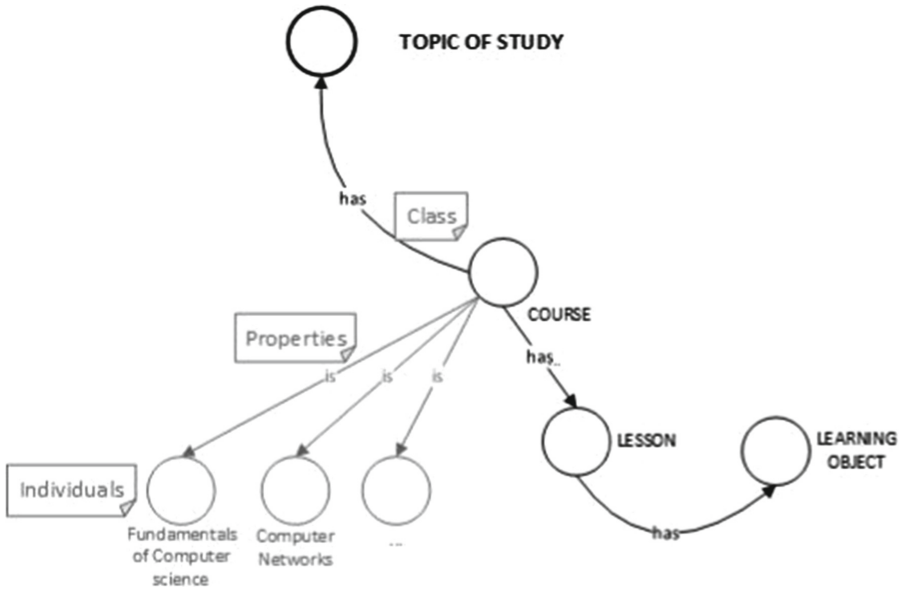 TOPIC OF STUDY
has
Class
COURSE
Properties
has..
is
is
is
LESSON
LEARNING
OBJECT
Individuals
Fundamentals
of Computer
science
Computer
Networks
...
has